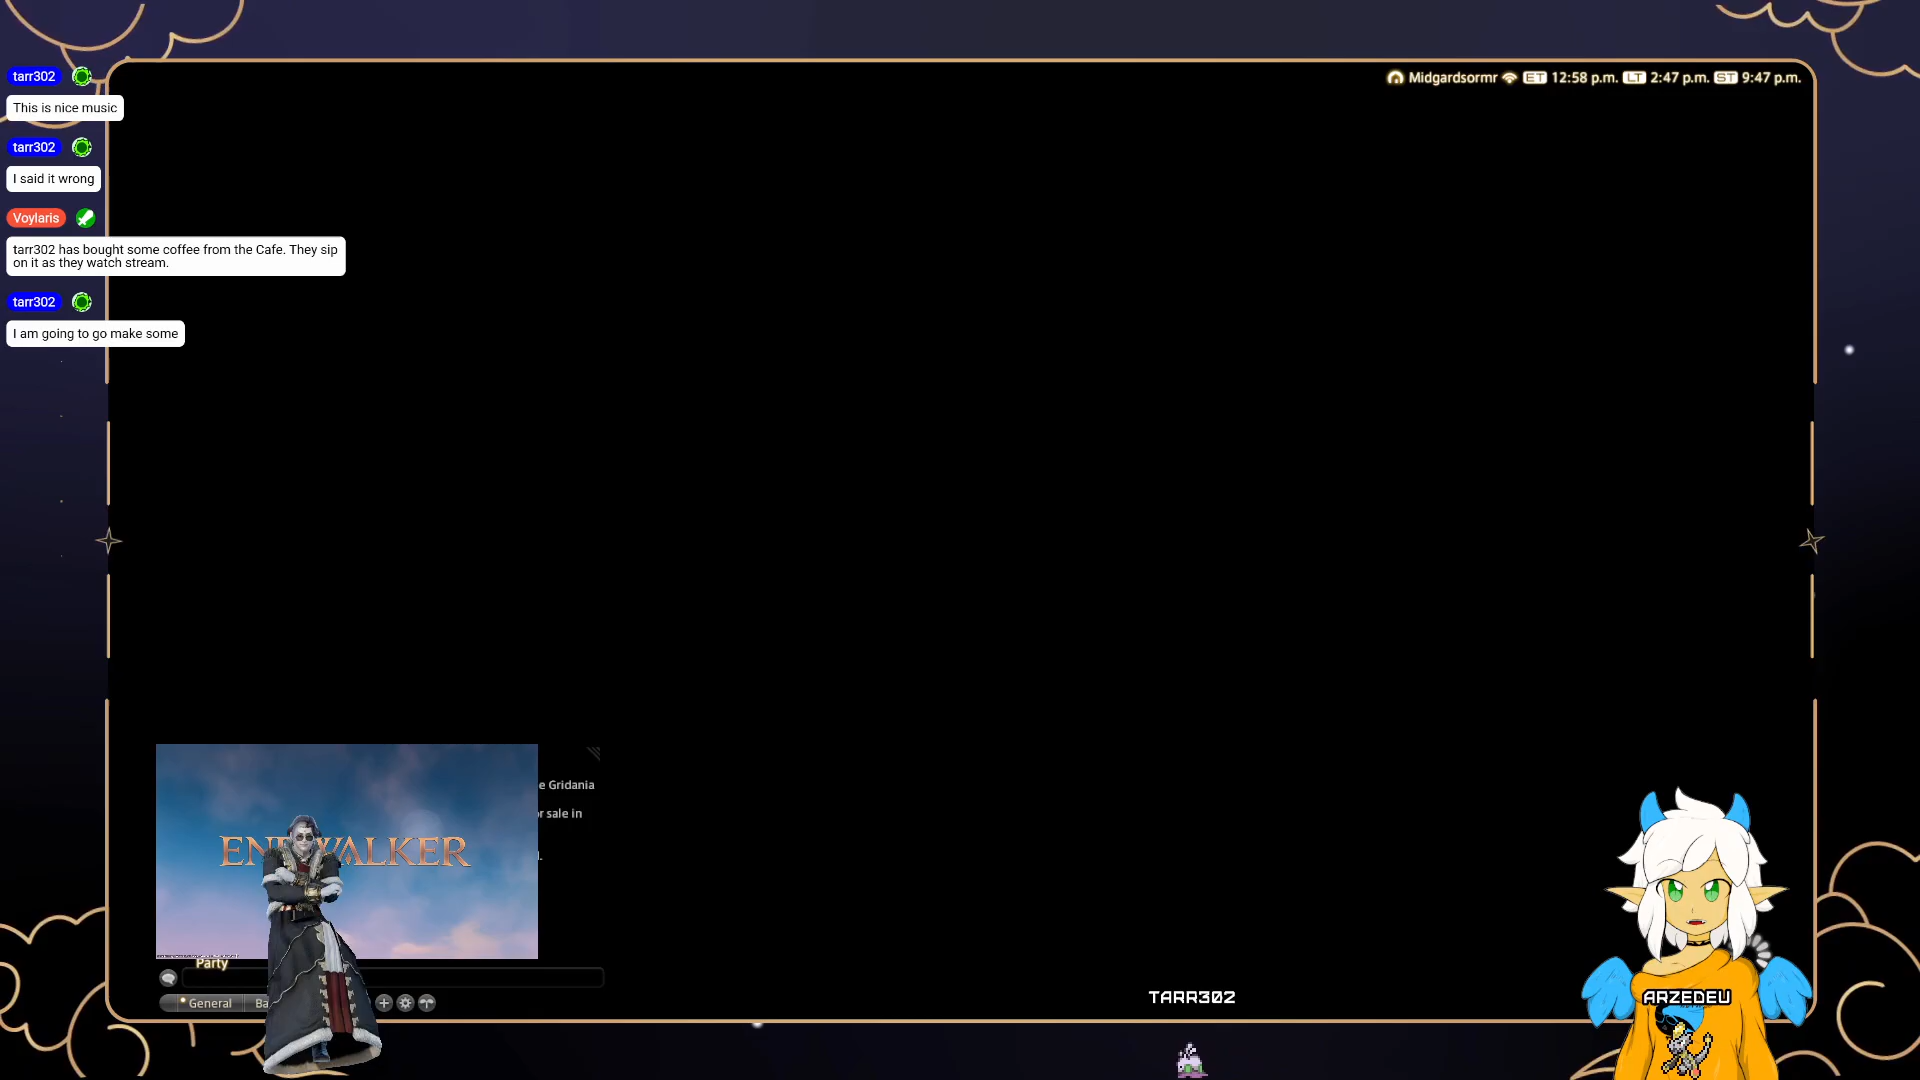 Midgardsormr ET 12:58 p.m. LT 2:47 p.m. ST 9:47 p.m.
tarr302
This is nice music
tarr302
I said it wrong
Voylaris
tarr302 has bought some coffee from the Cafe. They sip
on it as they watch stream.
tarr302
I am going to go make some
e Gridania
or sale in
ENDWALKER
Party
General Ba
TARR302
ARZEDEU